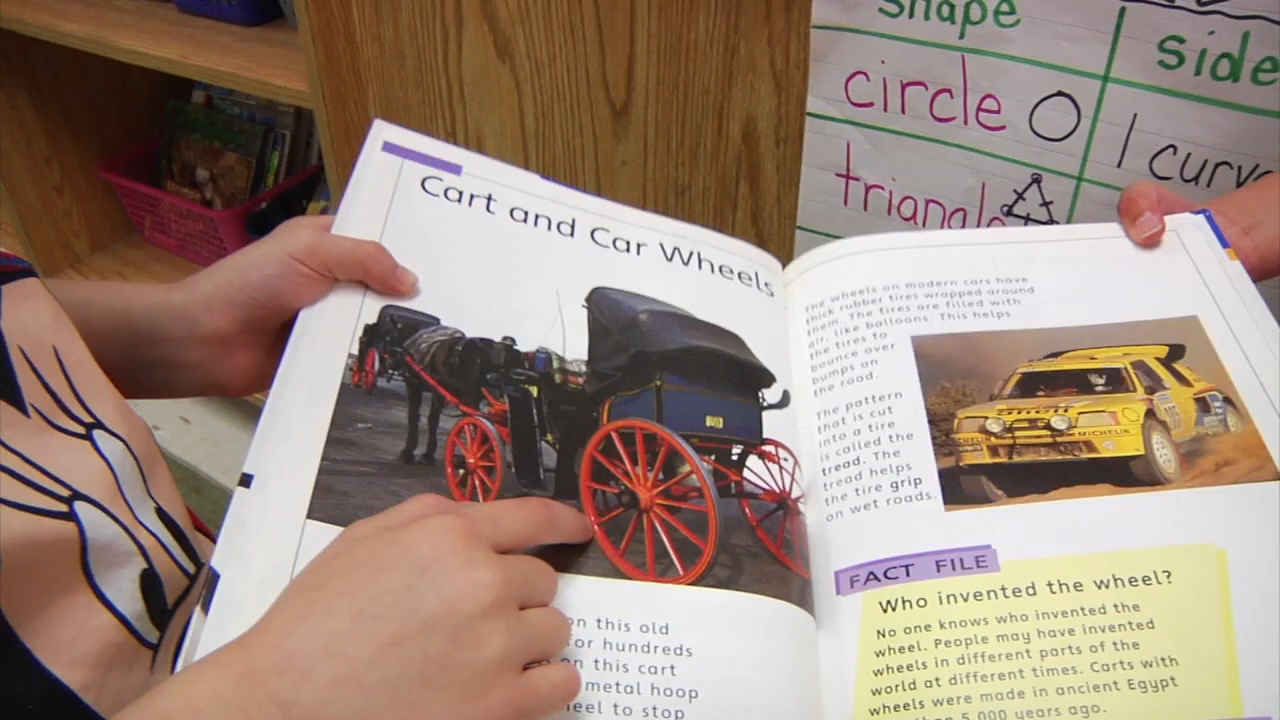 Cart and Car Wheels
on this old
for hundreds
on this cart
metal hoop
to stop
The wheels on modern cars have
thick rubber tires wrapped around
them. The tires are filled with
air, like balloons. This helps
the tires to
bounce over
bumps on
the road.
The pattern
that is cut
into a tire
is called the
tread. The
tread helps
the tire grip
on wet roads.
Shell
MICHELIN
FACT FILE
Who invented the wheel?
No one knows who invented the
wheel. People may have invented
wheels in different parts of the
world at different times. Carts with
wheels were made in ancient Egypt
than 5,000 years ago.
shape
side
circle
1 curv
triangle